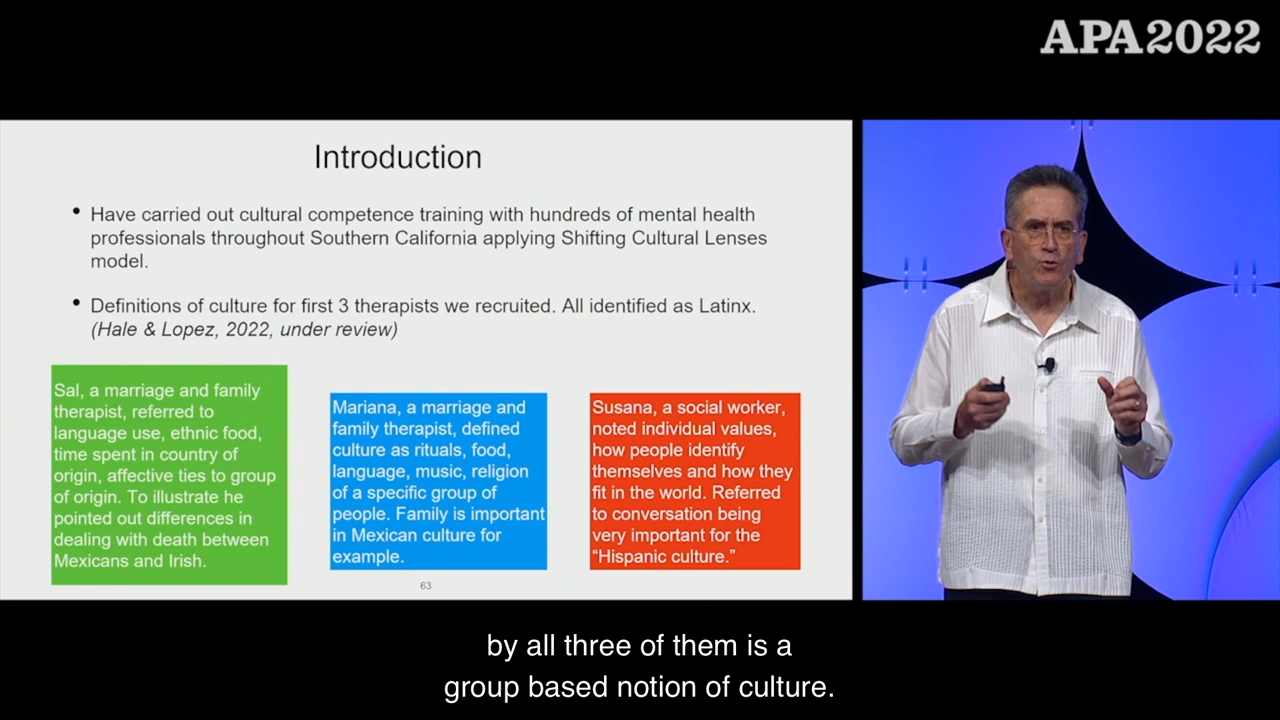 APA2022
Introduction
• Have carried out cultural competence training with hundreds of mental health
professionals throughout Southern California applying Shifting Cultural Lenses
model.
• Definitions of culture for first 3 therapists we recruited. All identified as Latinx.
(Hale & Lopez, 2022, under review)
Sal, a marriage and family
therapist, referred to
language use, ethnic food,
time spent in country of
origin, affective ties to group
of origin. To illustrate he
pointed out differences in
dealing with death between
Mexicans and Irish.
Mariana, a marriage and
family therapist, defined
culture as rituals, food,
language, music, religion
of a specific group of
people. Family is important
in Mexican culture for
example.
Susana, a social worker,
noted individual values,
how people identify
themselves and how they
fit in the world. Referred
to conversation being
very important for the
“Hispanic culture.”
63
by all three of them is a
group based notion of culture.